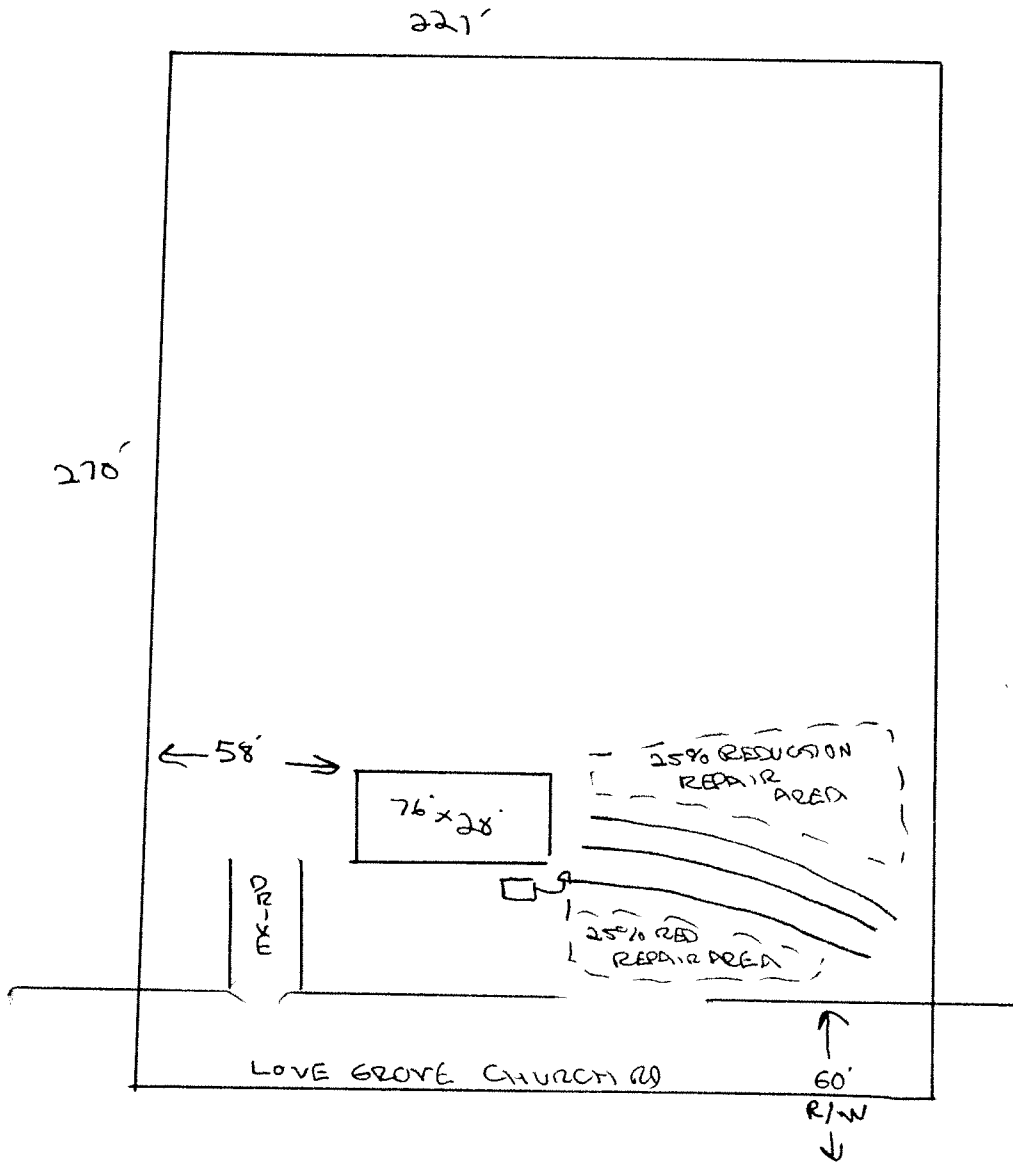 221'
270'
58'
76' x 28'
25% REDUCTION
REPAIR
AREA
DRIVE
25% RED
REPAIR AREA
LOVE GROVE CHURCH RD
60'
R/W